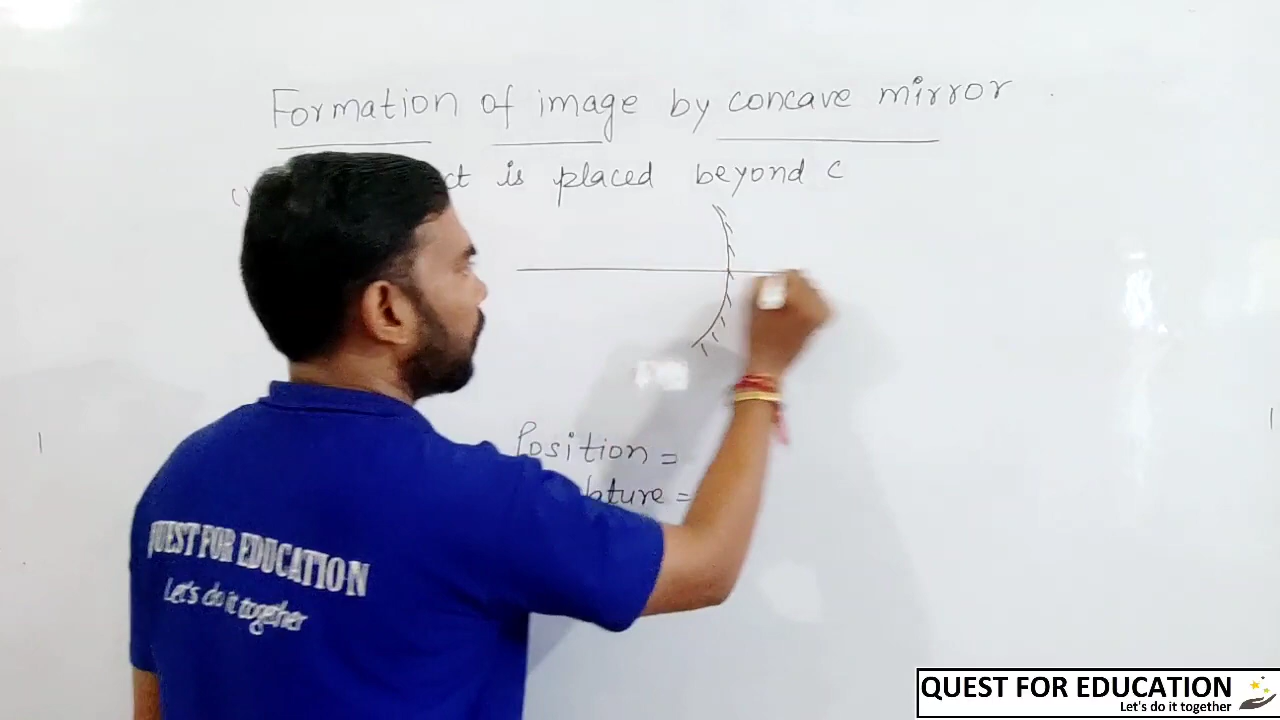 Formation of image by concave mirror
is placed beyond C
Position =
=
QUEST FOR EDUCATION
Let's do it together
QUEST FOR EDUCATION
Let's do it together